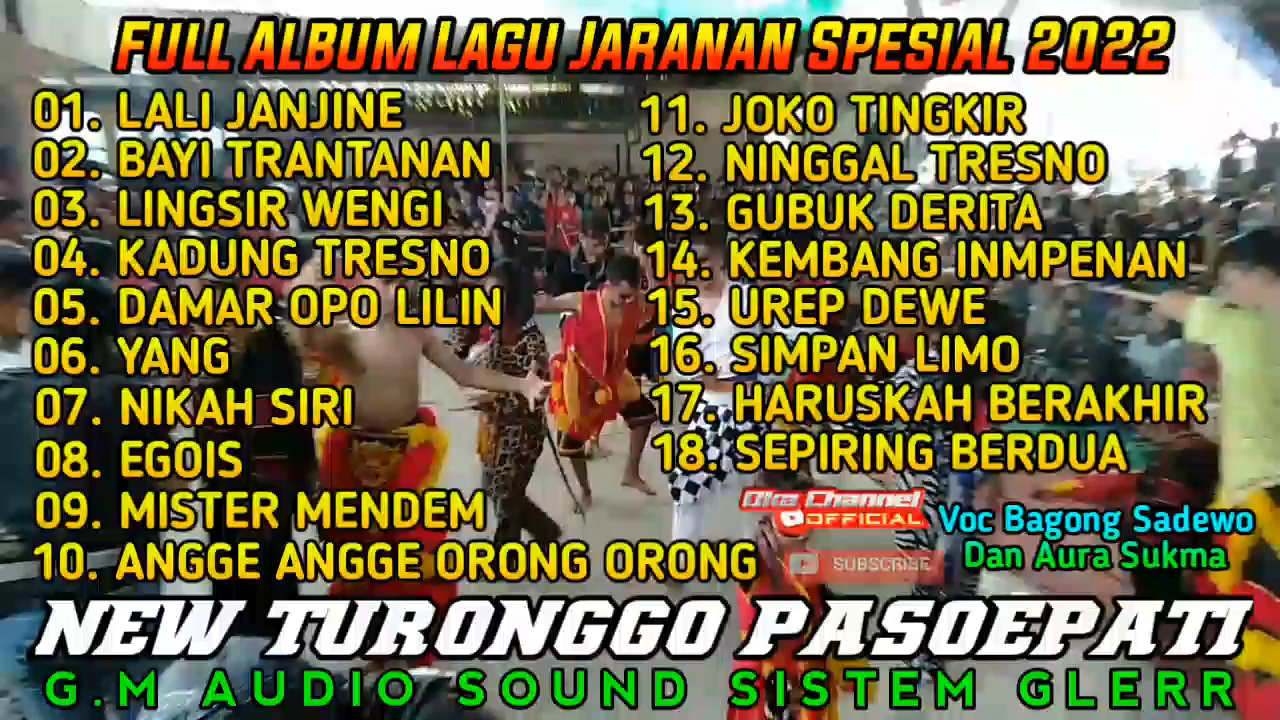 FULL ALBUM LAGU JARANAN SPESIAL 2022
01. LALI JANJINE
02. BAYI TRANTANAN
03. LINGSIR WENGI
04. KADUNG TRESNO
05. DAMAR OPO LILIN
06. YANG
07. NIKAH SIRI
08. EGOIS
09. MISTER MENDEM
10. ANGGE ANGGE ORONG ORONG
11. JOKO TINGKIR
12. NINGGAL TRESNO
13. GUBUK DERITA
14. KEMBANG INMPENAN
15. UREP DEWE
16. SIMPAN LIMO
17. HARUSKAH BERAKHIR
18. SEPIRING BERDUA
Oka Channel
OFFICIAL
SUBSCRIBE
Voc Bagong Sadewo
Dan Aura Sukma
NEW TURONGGO PASOEPATI
G.M AUDIO SOUND SISTEM GLERR